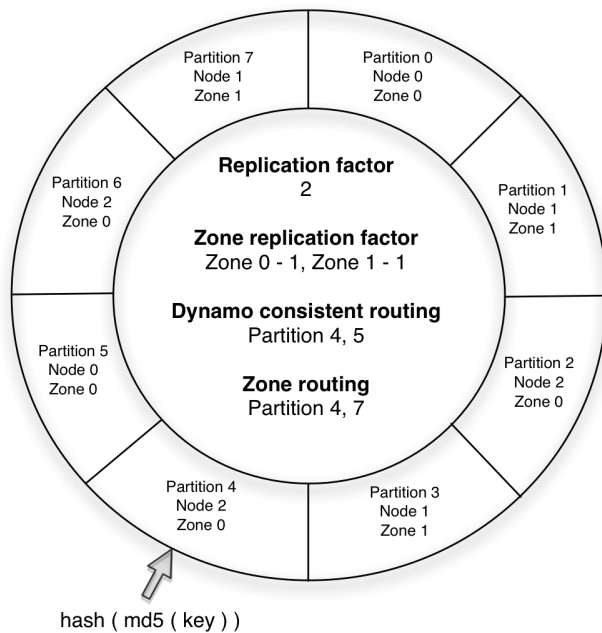 Partition 7
Node 1
Zone 1
Partition 0
Node 0
Zone 0
Partition 6
Node 2
Zone 0
Partition 1
Node 1
Zone 1
Replication factor
2
Zone replication factor
Zone 0 - 1, Zone 1 - 1
Dynamo consistent routing
Partition 4, 5
Zone routing
Partition 4, 7
Partition 5
Node 0
Zone 0
Partition 2
Node 2
Zone 0
Partition 4
Node 2
Zone 0
Partition 3
Node 1
Zone 1
hash ( md5 ( key ) )